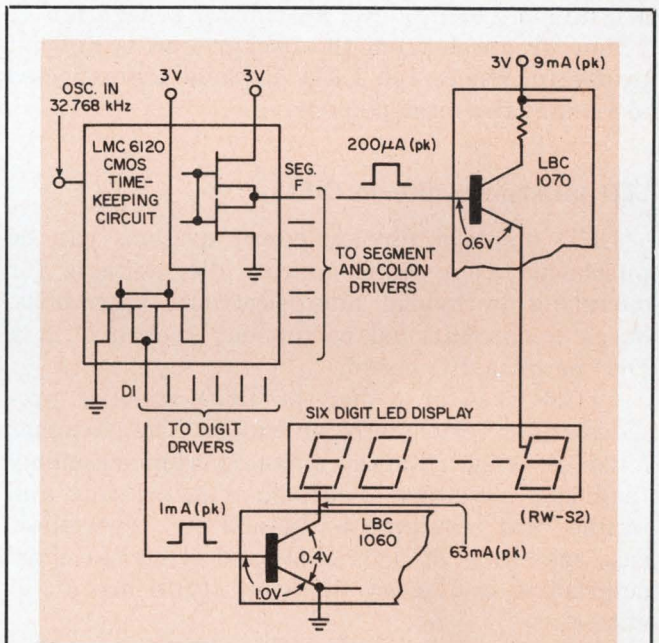 3V
3V
3V 9mA (pk)
OSC. IN
32.768 kHz
LMC 6120
CMOS
TIME-
KEEPING
CIRCUIT
SEG.
F
200µA (pk)
LBC
1070
0.6V
TO SEGMENT
AND COLON
DRIVERS
DI
TO DIGIT
DRIVERS
SIX DIGIT LED DISPLAY
(RW-S2)
1mA (pk)
LBC
1060
0.4V
1.0V
63mA (pk)